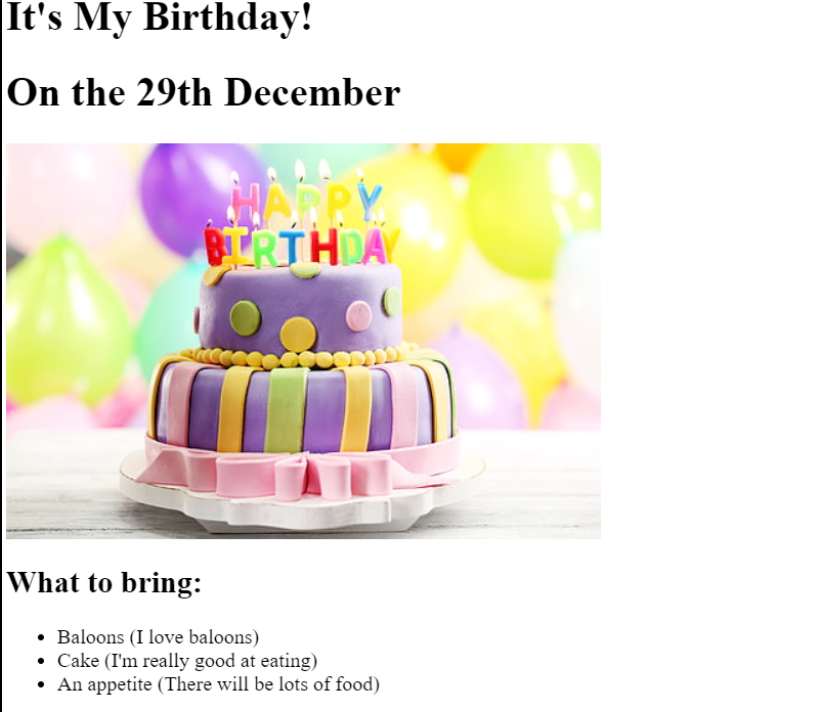 It's My Birthday!
On the 29th December
HAPPY
BIRTHDAY
What to bring:
Baloons (I love baloons)
Cake (I'm really good at eating)
An appetite (There will be lots of food)